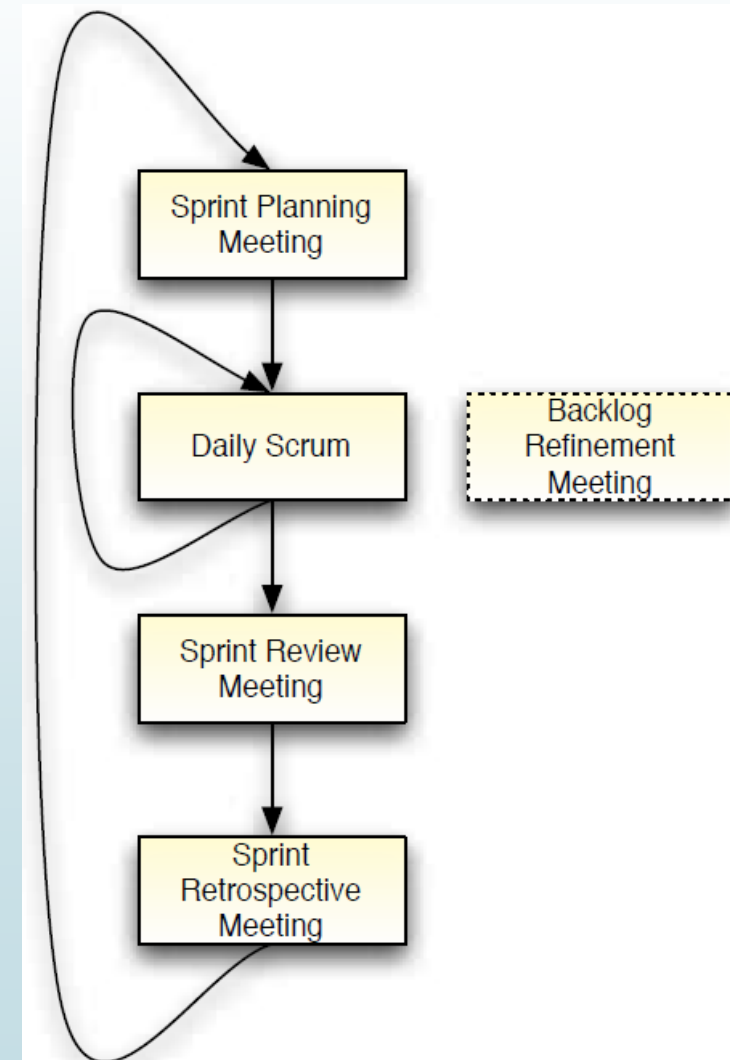 Sprint Planning
Meeting
Daily Scrum
Backlog
Refinement
Meeting
Sprint Review
Meeting
Sprint
Retrospective
Meeting